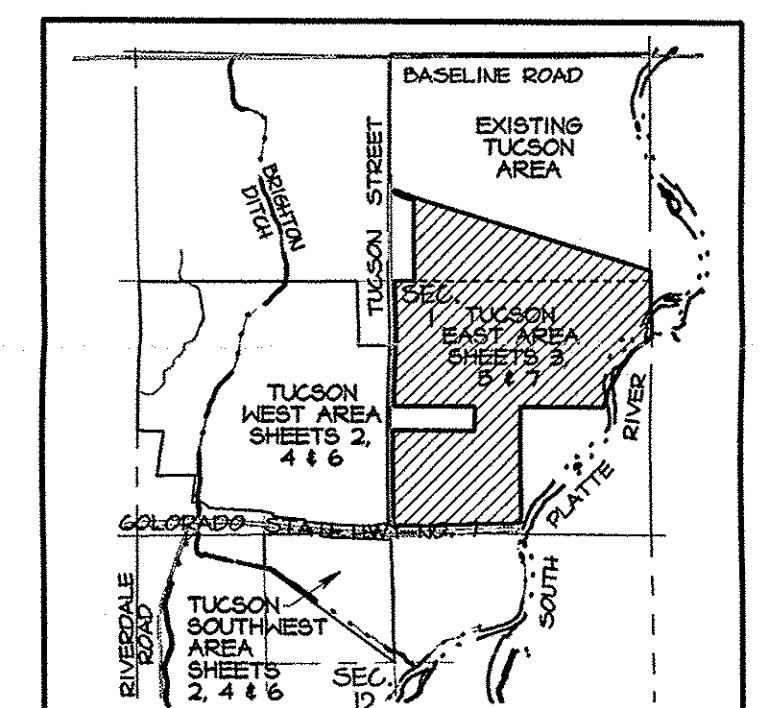 BASELINE ROAD
EXISTING
TUCSON
AREA
TUCSON STREET
BRIGHTON
DITCH
SEC.
1
TUCSON
EAST AREA
SHEETS 3,
5 & 7
TUCSON
WEST AREA
SHEETS 2,
4 & 6
RIVER
PLATTE
SOUTH
COLORADO STATE HWY NO. 7
RIVERDALE
ROAD
TUCSON
SOUTHWEST
AREA
SHEETS
2, 4 & 6
SEC.
12